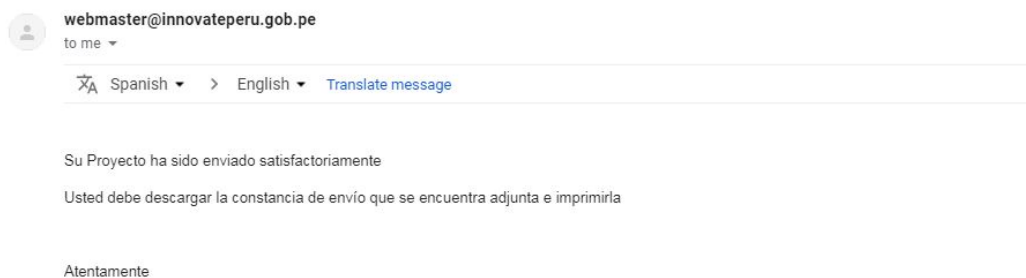 webmaster@innovateperu.gob.pe
to me
Spanish > English Translate message
Su Proyecto ha sido enviado satisfactoriamente
Usted debe descargar la constancia de envío que se encuentra adjunta e imprimirla
Atentamente